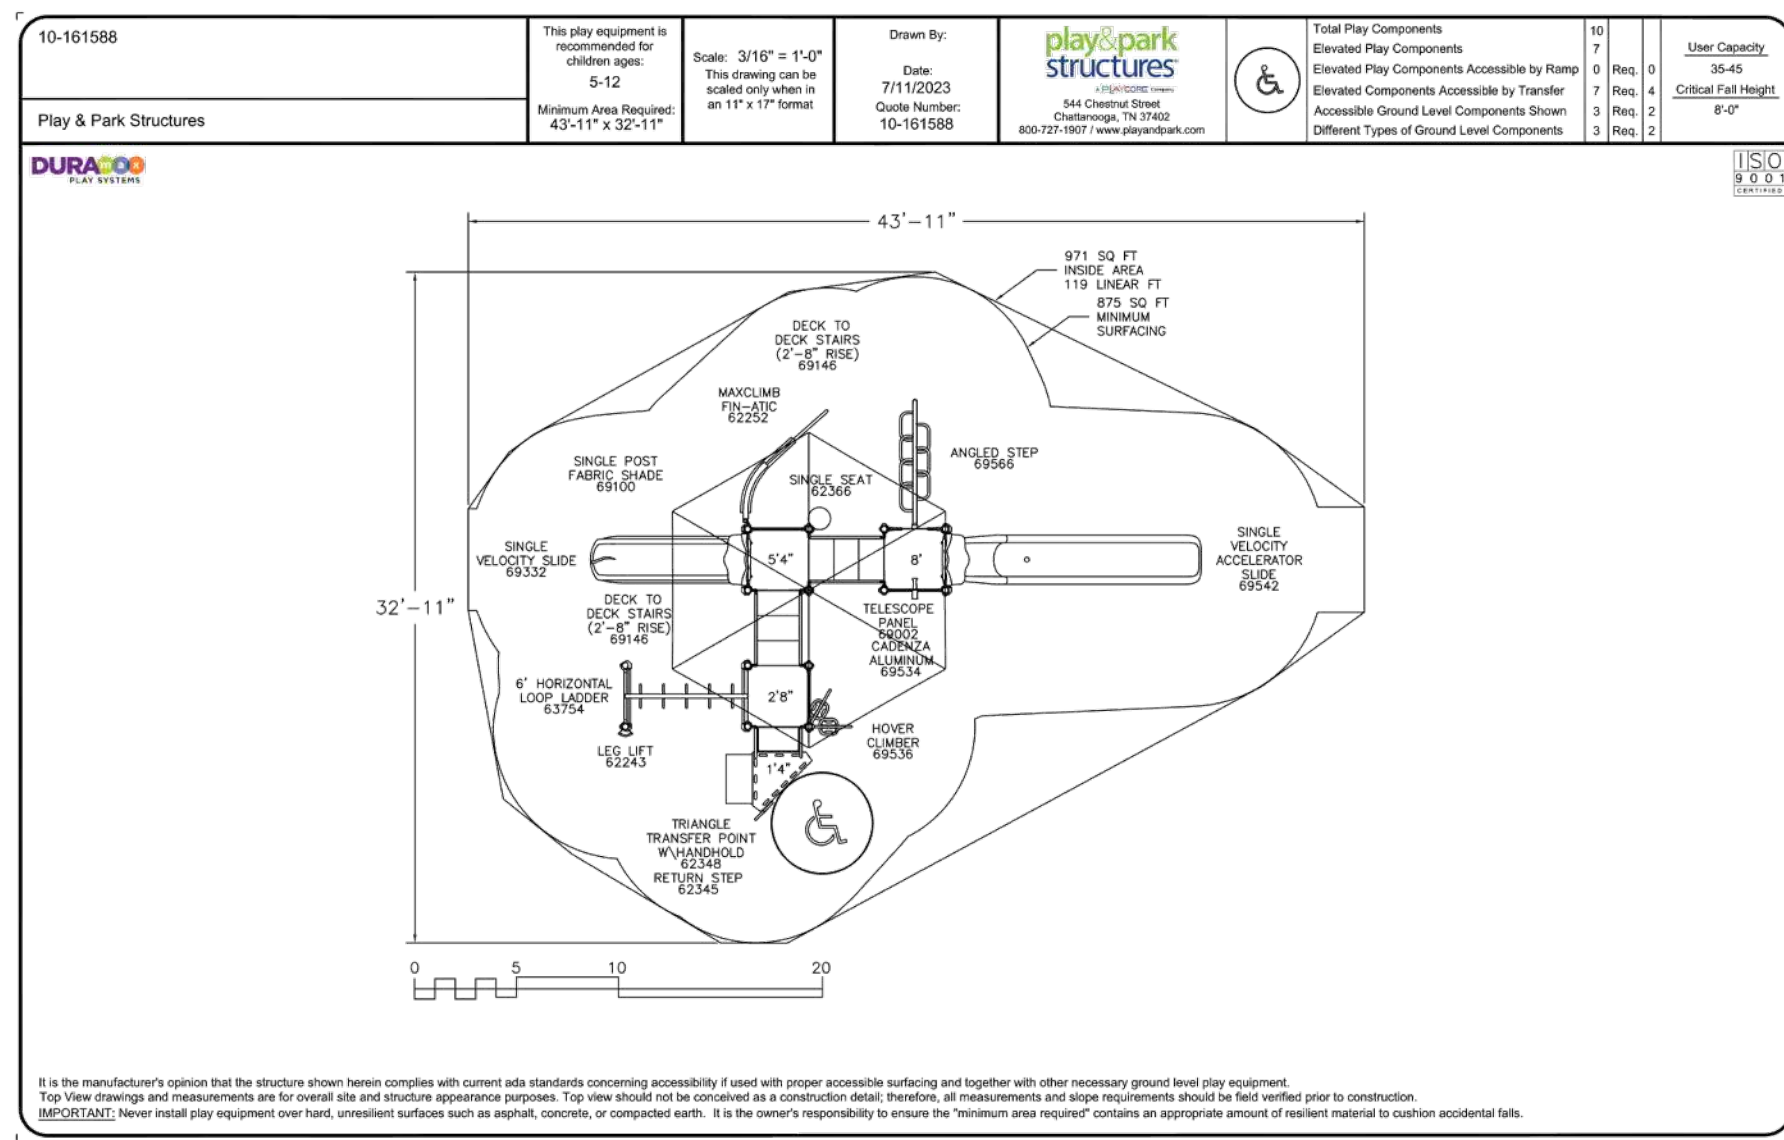 10-161588
Play & Park Structures
This play equipment is
recommended for
children ages:
5-12
Minimum Area Required:
43'-11" x 32'-11"
Scale: 3/16" = 1'-0"
This drawing can be
scaled only when in
an 11" x 17" format
Drawn By:
Date:
7/11/2023
Quote Number:
10-161588
play&park
structures
A PLAYCORE Company
544 Chestnut Street
Chattanooga, TN 37402
800-727-1907 / www.playandpark.com
Total Play Components 10
Elevated Play Components 7
Elevated Play Components Accessible by Ramp 0 Req. 0
Elevated Components Accessible by Transfer 7 Req. 4
Accessible Ground Level Components Shown 3 Req. 2
Different Types of Ground Level Components 3 Req. 2
User Capacity
35-45
Critical Fall Height
8'-0"
DURAmax
PLAY SYSTEMS
ISO
9001
CERTIFIED
43'-11"
971 SQ FT
INSIDE AREA
119 LINEAR FT
875 SQ FT
MINIMUM
SURFACING
DECK TO
DECK STAIRS
(2'-8" RISE)
69146
MAXCLIMB
FIN-ATIC
62252
SINGLE POST
FABRIC SHADE
69100
SINGLE SEAT
62366
ANGLED STEP
69566
SINGLE
VELOCITY SLIDE
69332
5'4"
8'
SINGLE
VELOCITY
ACCELERATOR
SLIDE
69542
32'-11"
DECK TO
DECK STAIRS
(2'-8" RISE)
69146
TELESCOPE
PANEL
69002
CADENZA
ALUMINUM
69534
6' HORIZONTAL
LOOP LADDER
63754
2'8"
LEG LIFT
62243
HOVER
CLIMBER
69536
1'4"
TRIANGLE
TRANSFER POINT
W\HANDHOLD
62348
RETURN STEP
62345
0 5 10 20
It is the manufacturer's opinion that the structure shown herein complies with current ada standards concerning accessibility if used with proper accessible surfacing and together with other necessary ground level play equipment.
Top View drawings and measurements are for overall site and structure appearance purposes. Top view should not be conceived as a construction detail; therefore, all measurements and slope requirements should be field verified prior to construction.
IMPORTANT: Never install play equipment over hard, unresilient surfaces such as asphalt, concrete, or compacted earth. It is the owner's responsibility to ensure the "minimum area required" contains an appropriate amount of resilient material to cushion accidental falls.